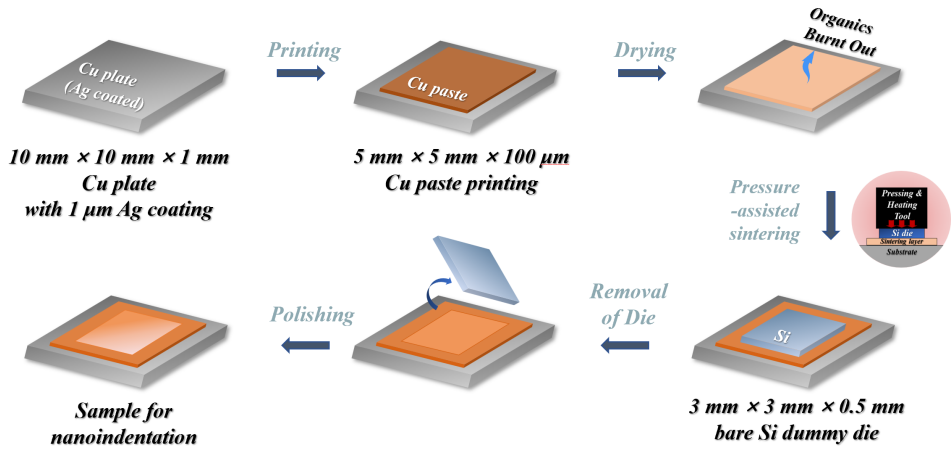 Cu plate
(Ag coated)
10 mm × 10 mm × 1 mm
Cu plate
with 1 μm Ag coating
Printing
Cu paste
5 mm × 5 mm × 100 μm
Cu paste printing
Drying
Organics
Burnt Out
Pressure
-assisted
sintering
Pressing &
Heating
Tool
Si die
Sintering layer
Substrate
Si
3 mm × 3 mm × 0.5 mm
bare Si dummy die
Removal
of Die
Polishing
Sample for
nanoindentation